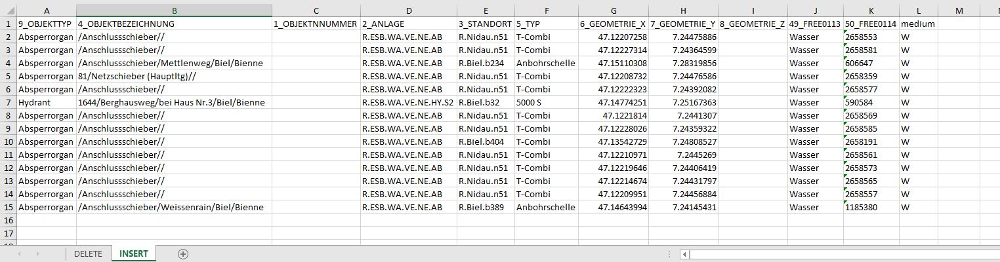 A B C D E F G H I J K L M
1 9_OBJEKTTYP 4_OBJEKTBEZEICHNUNG 1_OBJEKTNNUMMER 2_ANLAGE 3_STANDORT 5_TYP 6_GEOMETRIE_X 7_GEOMETRIE_Y 8_GEOMETRIE_Z 49_FREE0113 50_FREE0114 medium
2 Absperrorgan /Anschlussschieber// R.ESB.WA.VE.NE.AB R.Nidau.n51 T-Combi 47.12207258 7.24475886 Wasser 2658553 W
3 Absperrorgan /Anschlussschieber// R.ESB.WA.VE.NE.AB R.Nidau.n51 T-Combi 47.12227314 7.24364599 Wasser 2658581 W
4 Absperrorgan /Anschlussschieber/Mettlenweg/Biel/Bienne R.ESB.WA.VE.NE.AB R.Biel.b234 Anbohrschelle 47.15110308 7.28319856 Wasser 606647 W
5 Absperrorgan 81/Netzschieber (Hauptltg)// R.ESB.WA.VE.NE.AB R.Nidau.n51 T-Combi 47.12208732 7.24476586 Wasser 2658359 W
6 Absperrorgan /Anschlussschieber// R.ESB.WA.VE.NE.AB R.Nidau.n51 T-Combi 47.12222323 7.24392082 Wasser 2658577 W
7 Hydrant 1644/Berghausweg/bei Haus Nr.3/Biel/Bienne R.ESB.WA.VE.NE.HY.S2 R.Biel.b32 5000 S 47.14774251 7.25167363 Wasser 590584 W
8 Absperrorgan /Anschlussschieber// R.ESB.WA.VE.NE.AB R.Nidau.n51 T-Combi 47.1221814 7.2441307 Wasser 2658569 W
9 Absperrorgan /Anschlussschieber// R.ESB.WA.VE.NE.AB R.Nidau.n51 T-Combi 47.12228026 7.24359322 Wasser 2658585 W
10 Absperrorgan /Anschlussschieber// R.ESB.WA.VE.NE.AB R.Biel.b404 T-Combi 47.13542729 7.24808527 Wasser 2658191 W
11 Absperrorgan /Anschlussschieber// R.ESB.WA.VE.NE.AB R.Nidau.n51 T-Combi 47.12210971 7.2445269 Wasser 2658561 W
12 Absperrorgan /Anschlussschieber// R.ESB.WA.VE.NE.AB R.Nidau.n51 T-Combi 47.12219646 7.24406419 Wasser 2658573 W
13 Absperrorgan /Anschlussschieber// R.ESB.WA.VE.NE.AB R.Nidau.n51 T-Combi 47.12214674 7.24431797 Wasser 2658565 W
14 Absperrorgan /Anschlussschieber// R.ESB.WA.VE.NE.AB R.Nidau.n51 T-Combi 47.12209951 7.24456884 Wasser 2658557 W
15 Absperrorgan /Anschlussschieber/Weissenrain/Biel/Bienne R.ESB.WA.VE.NE.AB R.Biel.b389 Anbohrschelle 47.14643994 7.24145431 Wasser 1185380 W
16
17
DELETE INSERT